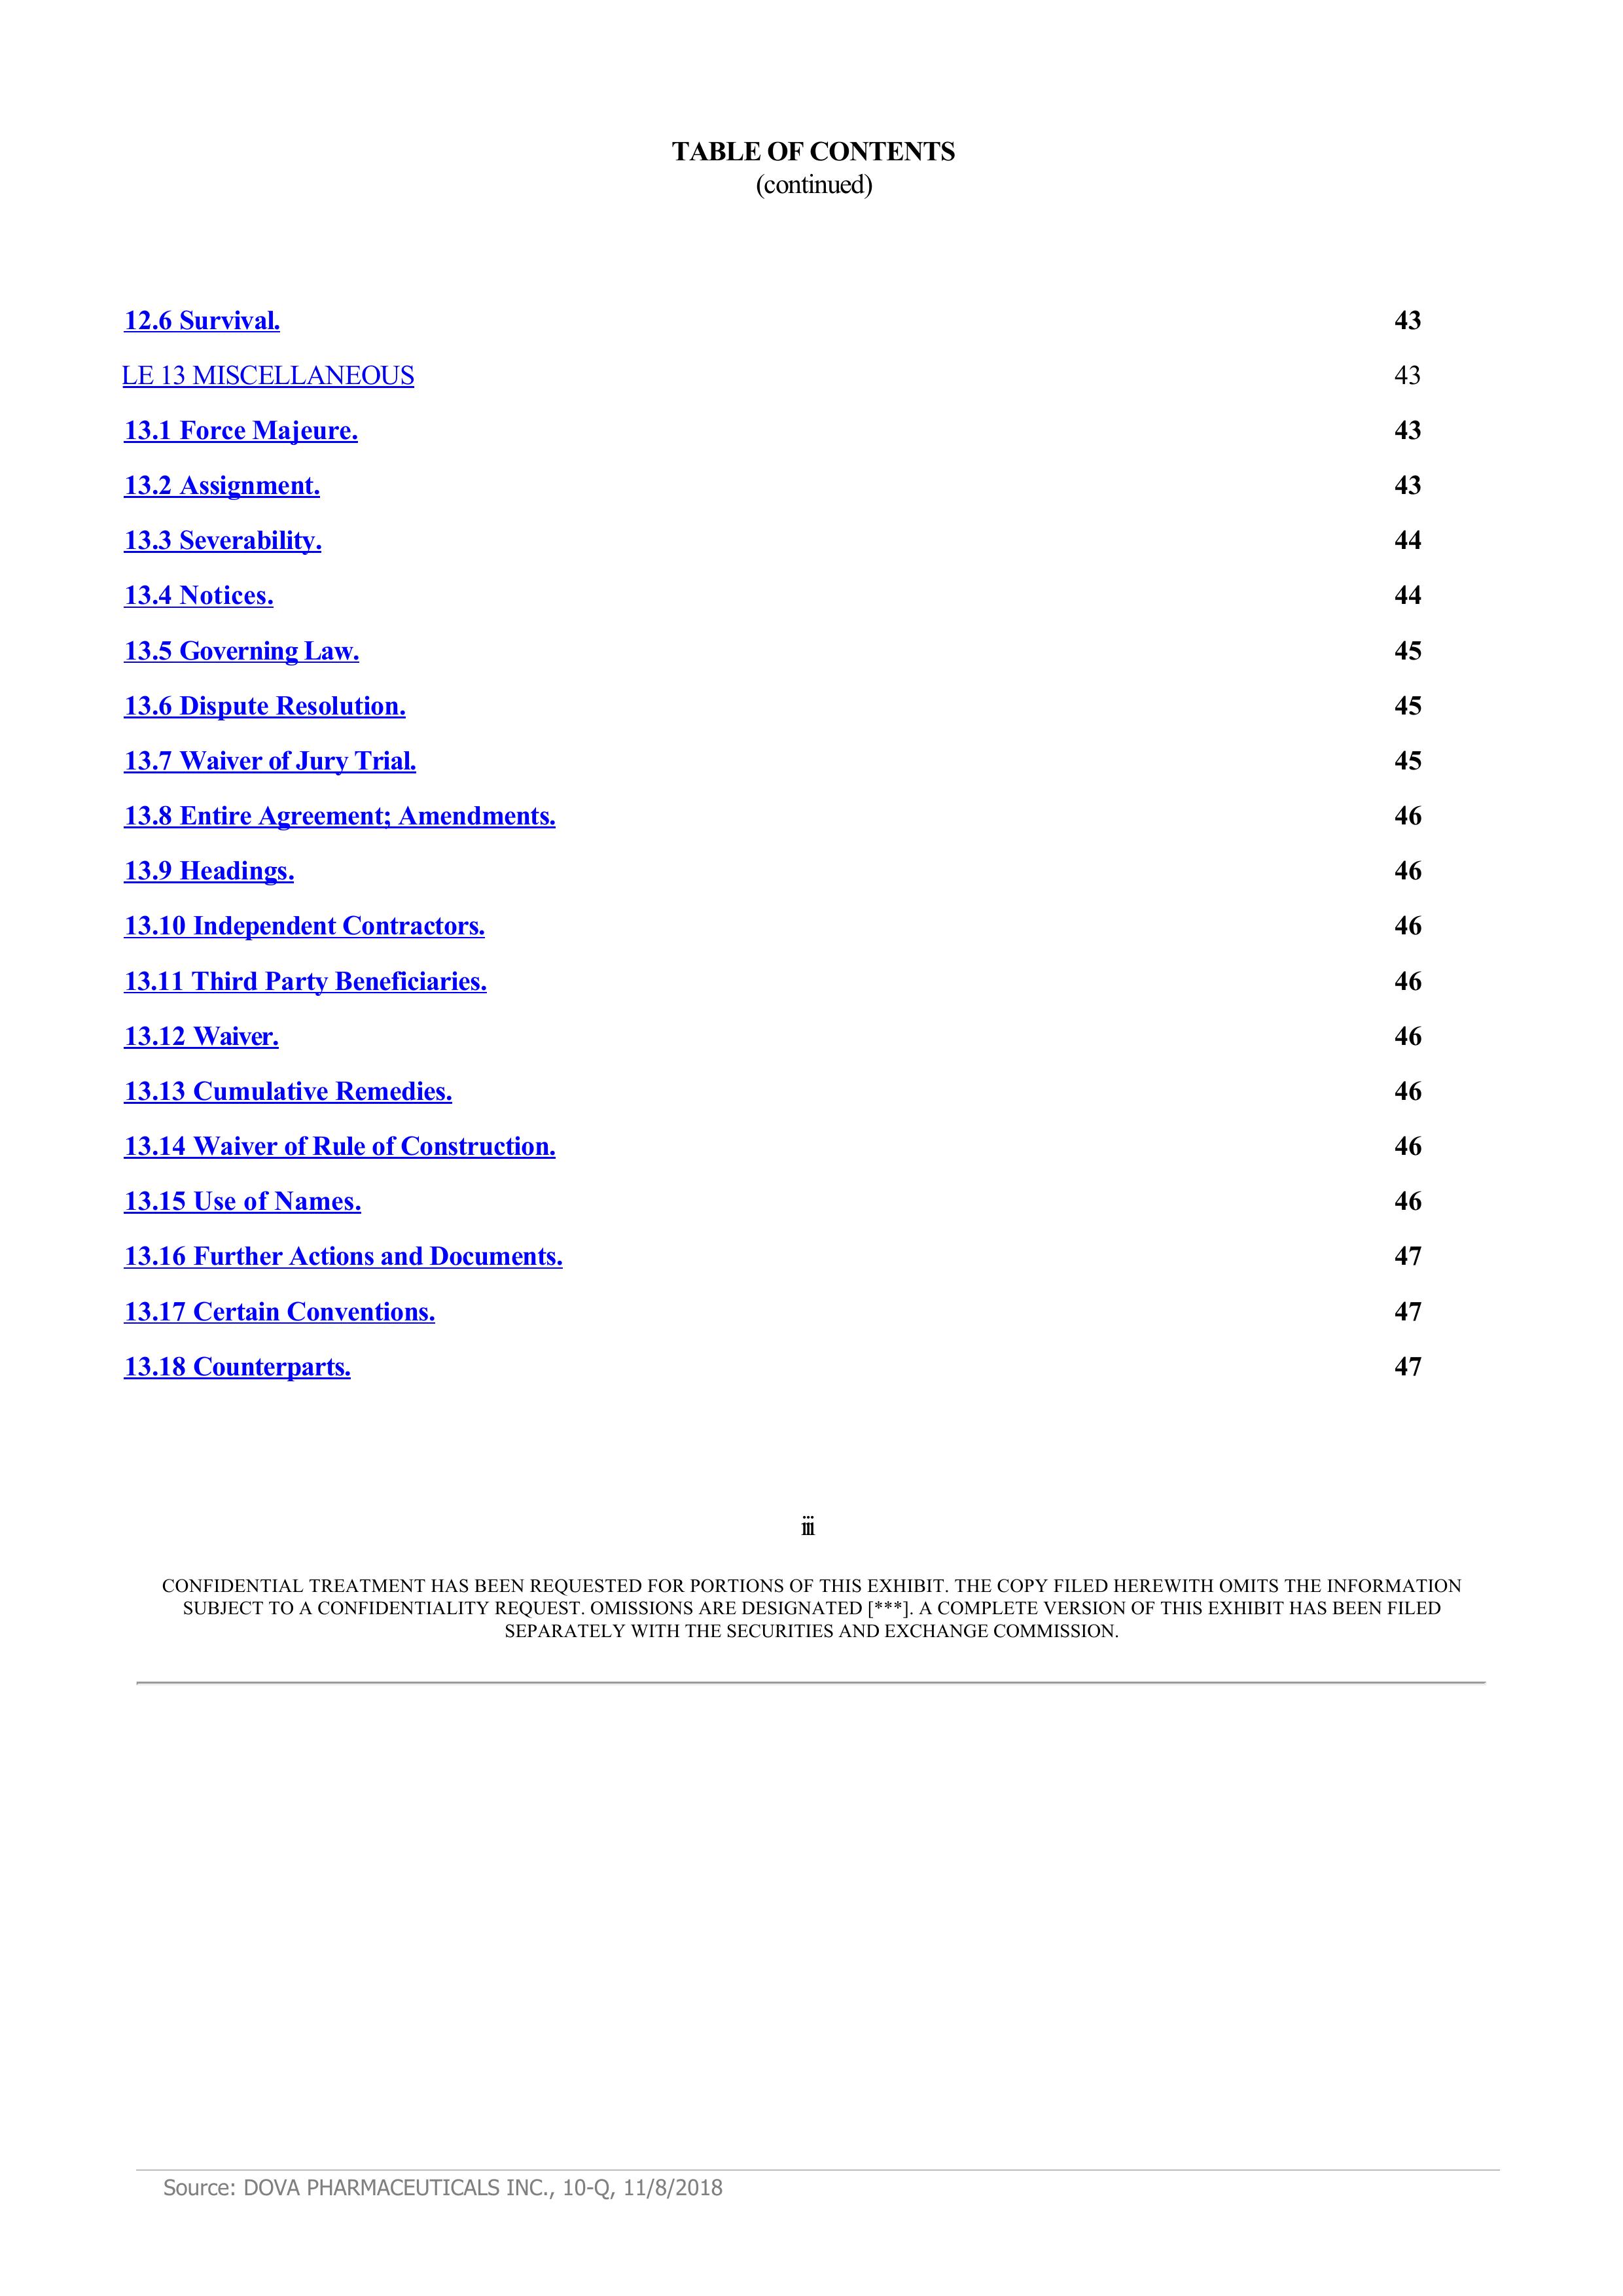 TABLE OF CONTENTS
(continued)
12.6 Survival. 43
LE 13 MISCELLANEOUS 43
13.1 Force Majeure. 43
13.2 Assignment. 43
13.3 Severability. 44
13.4 Notices. 44
13.5 Governing Law. 45
13.6 Dispute Resolution. 45
13.7 Waiver of Jury Trial. 45
13.8 Entire Agreement; Amendments. 46
13.9 Headings. 46
13.10 Independent Contractors. 46
13.11 Third Party Beneficiaries. 46
13.12 Waiver. 46
13.13 Cumulative Remedies. 46
13.14 Waiver of Rule of Construction. 46
13.15 Use of Names. 46
13.16 Further Actions and Documents. 47
13.17 Certain Conventions. 47
13.18 Counterparts. 47
iii
CONFIDENTIAL TREATMENT HAS BEEN REQUESTED FOR PORTIONS OF THIS EXHIBIT. THE COPY FILED HEREWITH OMITS THE INFORMATION
SUBJECT TO A CONFIDENTIALITY REQUEST. OMISSIONS ARE DESIGNATED [***]. A COMPLETE VERSION OF THIS EXHIBIT HAS BEEN FILED
SEPARATELY WITH THE SECURITIES AND EXCHANGE COMMISSION.
Source: DOVA PHARMACEUTICALS INC., 10-Q, 11/8/2018